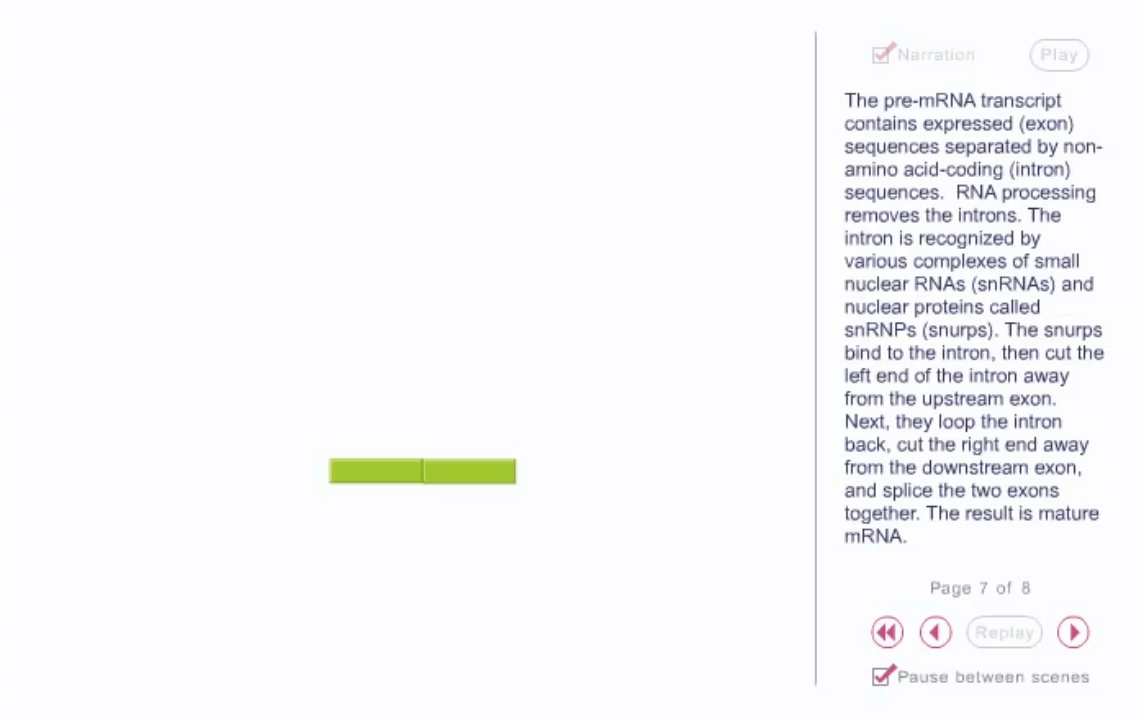 Narration
Play
The pre-mRNA transcript
contains expressed (exon)
sequences separated by non-
amino acid-coding (intron)
sequences.  RNA processing
removes the introns. The
intron is recognized by
various complexes of small
nuclear RNAs (snRNAs) and
nuclear proteins called
snRNPs (snurps). The snurps
bind to the intron, then cut the
left end of the intron away
from the upstream exon.
Next, they loop the intron
back, cut the right end away
from the downstream exon,
and splice the two exons
together. The result is mature
mRNA.
Page 7 of 8
Replay
Pause between scenes